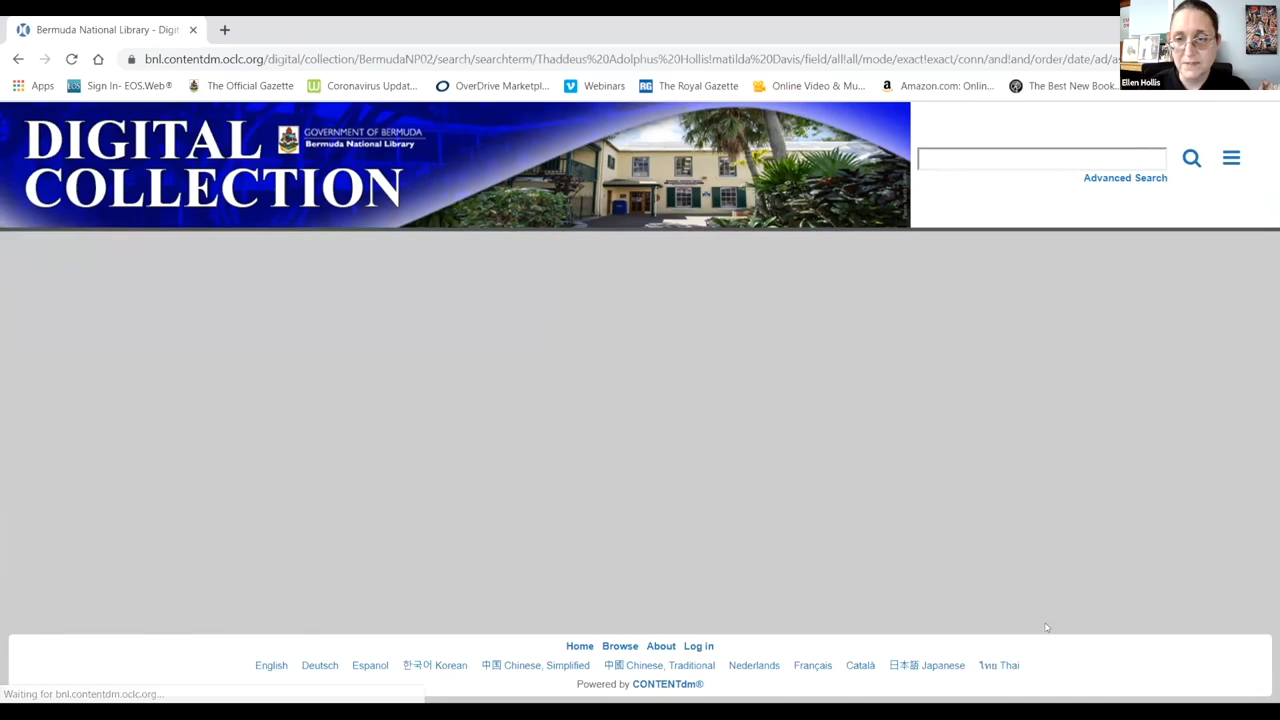 Bermuda National Library - Digit
bnl.contentdm.oclc.org/digital/collection/BermudaNP02/search/searchterm/Thaddeus%20Adolphus%20Hollis!matilda%20Davis/field/all!all/mode/exact!exact/conn/and!and/order/date/ad/as
Apps Sign In- EOS.Web® The Official Gazette Coronavirus Updat... OverDrive Marketpl... Webinars RG The Royal Gazette Online Video & Mu... Amazon.com: Onlin... The Best New Book...
Ellen Hollis
DIGITAL
COLLECTION
GOVERNMENT OF BERMUDA
Bermuda National Library
Advanced Search
Home Browse About Log in
English Deutsch Espanol 한국어 Korean 中国 Chinese, Simplified 中國 Chinese, Traditional Nederlands Français Català 日本語 Japanese ไทย Thai
Powered by CONTENTdm®
Waiting for bnl.contentdm.oclc.org...